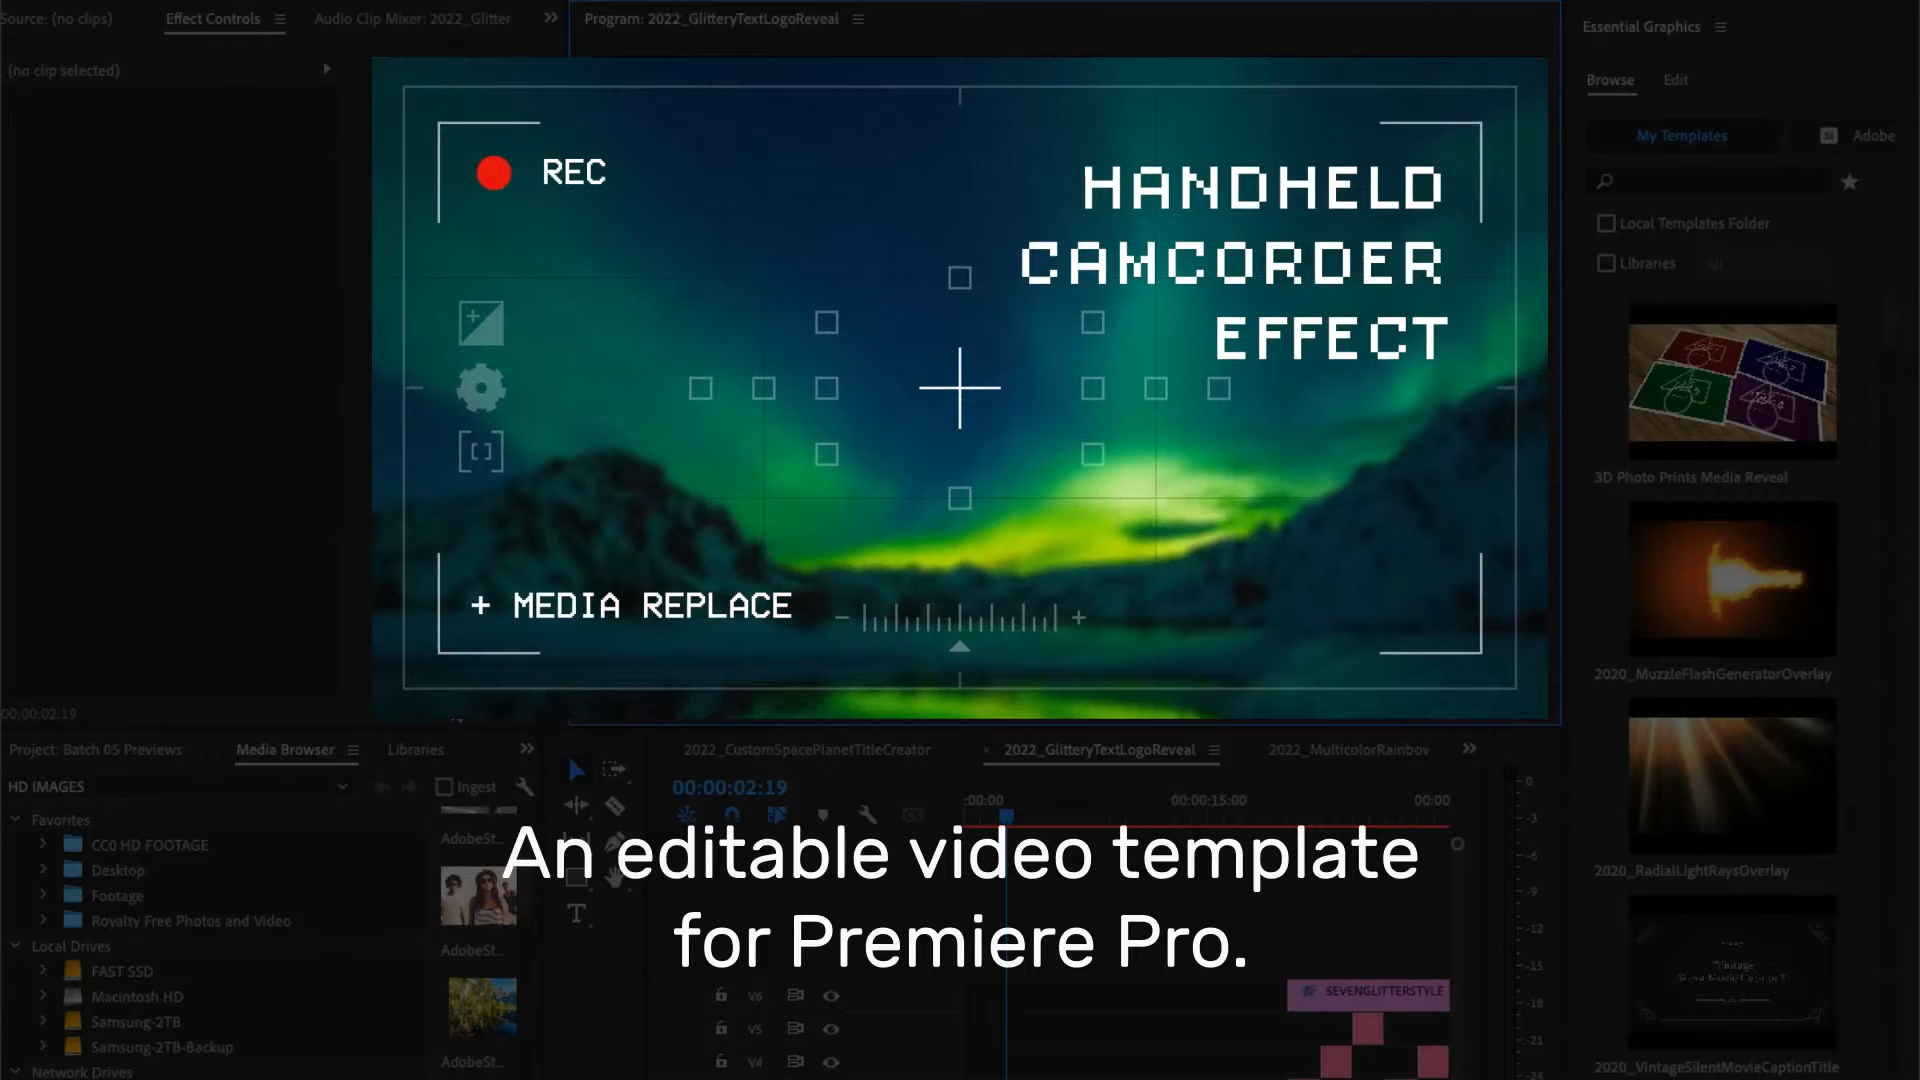 Source: (no clips)
Effect Controls
Audio Clip Mixer: 2022_Glitter
Program: 2022_GlitteryTextLogoReveal
Essential Graphics
(no clip selected)
Browse
Edit
My Templates
Adobe
Local Templates Folder
Libraries
REC
HANDHELD
CAMCORDER
EFFECT
+ MEDIA REPLACE
- +
3D Photo Prints Media Reveal
2020_MuzzleFlashGeneratorOverlay
2020_RadialLightRaysOverlay
2020_VintageSilentMovieCaptionTitle
00;00:02.19
Project: Batch 05 Previews
Media Browser
Libraries
HD IMAGES
Ingest
Favorites
CC0 HD FOOTAGE
Desktop
Footage
Royalty Free Photos and Video
Local Drives
FAST SSD
Macintosh HD
Samsung-2TB
Samsung-2TB-Backup
Network Drives
AdobeSt...
AdobeSt...
AdobeSt...
2022_CustomSpacePlanetTitleCreator
× 2022_GlitteryTextLogoReveal
2022_MulticolorRainbov
00:00:02:19
:00:00
00:00:15:00
00:00
An editable video template
for Premiere Pro.
V6
V5
V4
SEVENGLITTERSTYLE
0
-3
-6
-9
-12
-15
-18
-21
-24